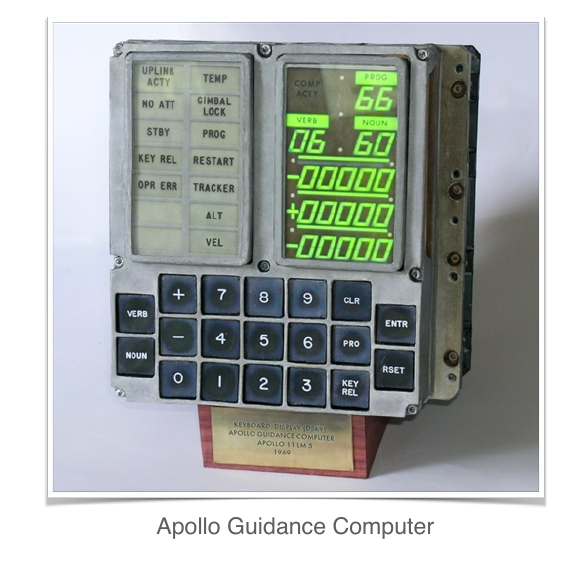 UPLINK
ACTY
TEMP
NO ATT
GIMBAL
LOCK
STBY
PROG
KEY REL
RESTART
OPR ERR
TRACKER
ALT
VEL
COMP
ACTY
PROG
66
VERB NOUN
06 60
-00000
+00000
-00000
VERB
NOUN
+ 7 8 9 CLR
- 4 5 6 PRO
0 1 2 3 KEY
REL
ENTR
RSET
KEYBOARD, DISPLAY (DSKY)
APOLLO GUIDANCE COMPUTER
APOLLO 11 LM 5
1969
Apollo Guidance Computer